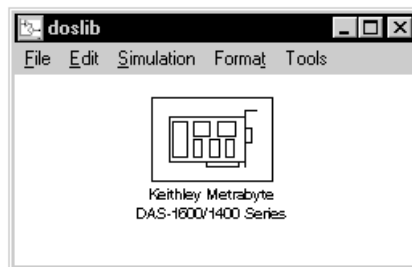 doslib
File Edit Simulation Format Tools
Keithley Metrabyte
DAS-1600/1400 Series